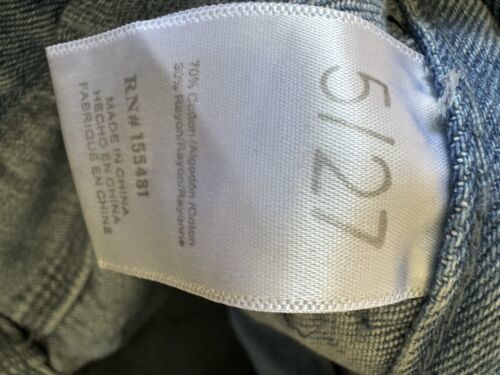 5/27
70% Cotton/Algodón/Coton
30% Rayon/Rayón/Rayonne
RN# 155481
MADE IN CHINA
HECHO EN CHINA
FABRIQUÉ EN CHINE